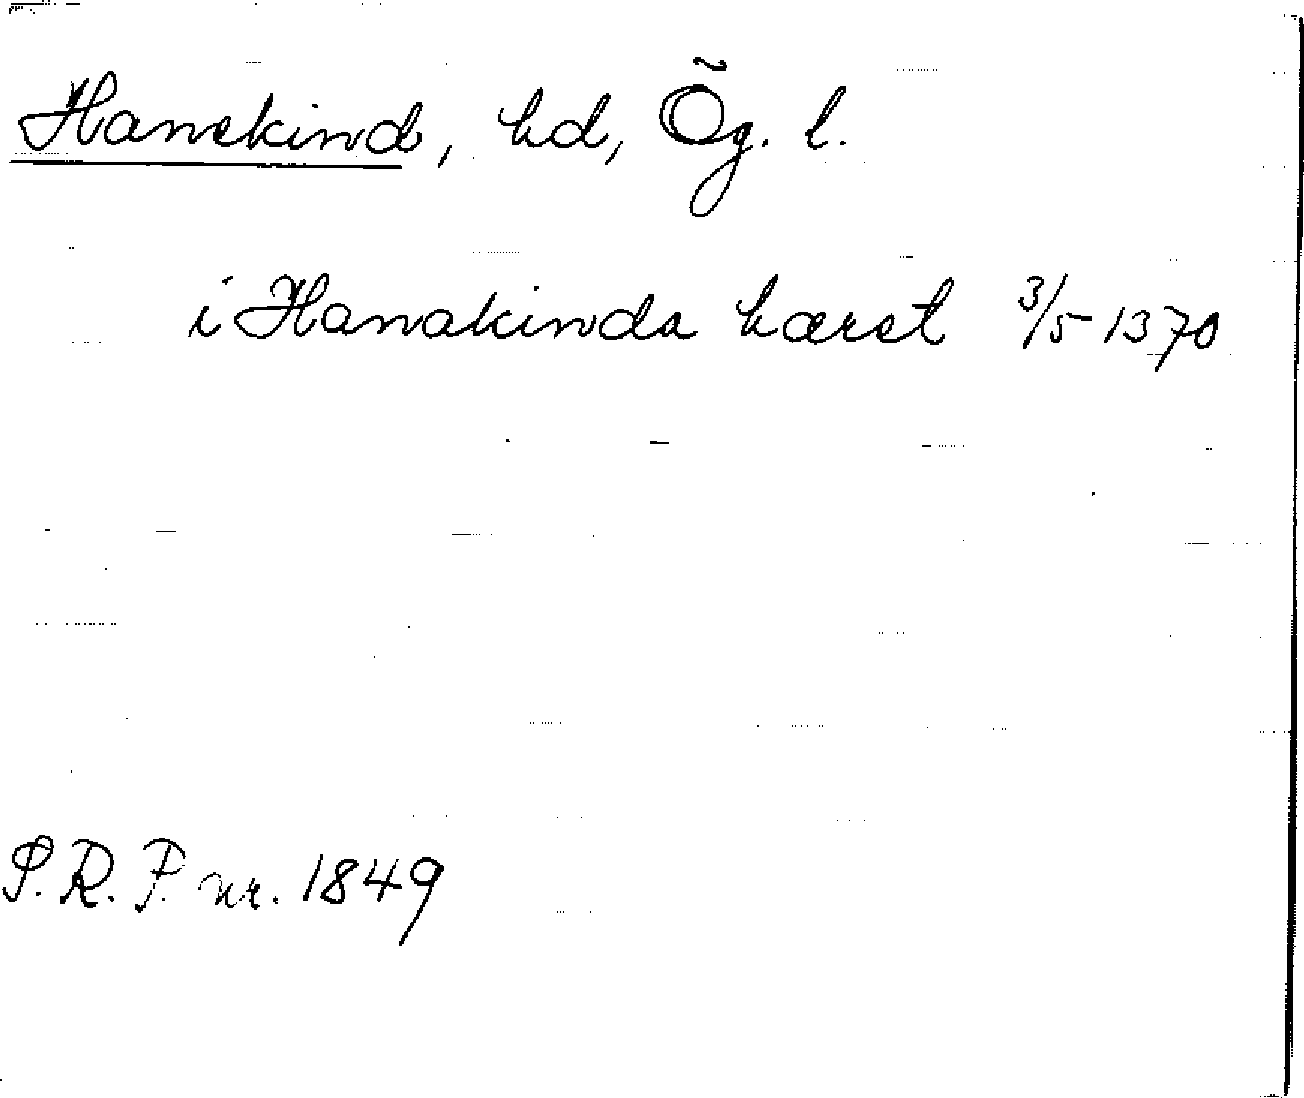 Hanekind, hd, Ög. l.
i Hanakinda hæret 3/5-1370
S.R.P. nr. 1849